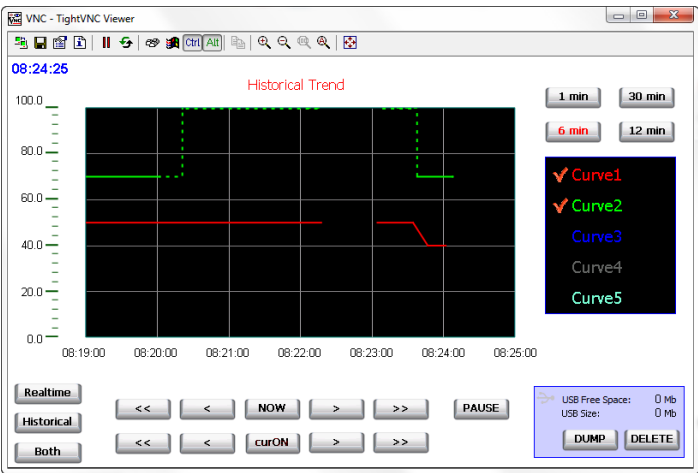 VNC - TightVNC Viewer
Ctrl Alt
08:24:25
Historical Trend
100.0
80.0
60.0
40.0
20.0
0.0
08:19:00 08:20:00 08:21:00 08:22:00 08:23:00 08:24:00 08:25:00
1 min 30 min
6 min 12 min
Curve1
Curve2
Curve3
Curve4
Curve5
Realtime
Historical
Both
<< < NOW > >> PAUSE
<< < curON > >>
USB Free Space: 0 Mb
USB Size: 0 Mb
DUMP DELETE